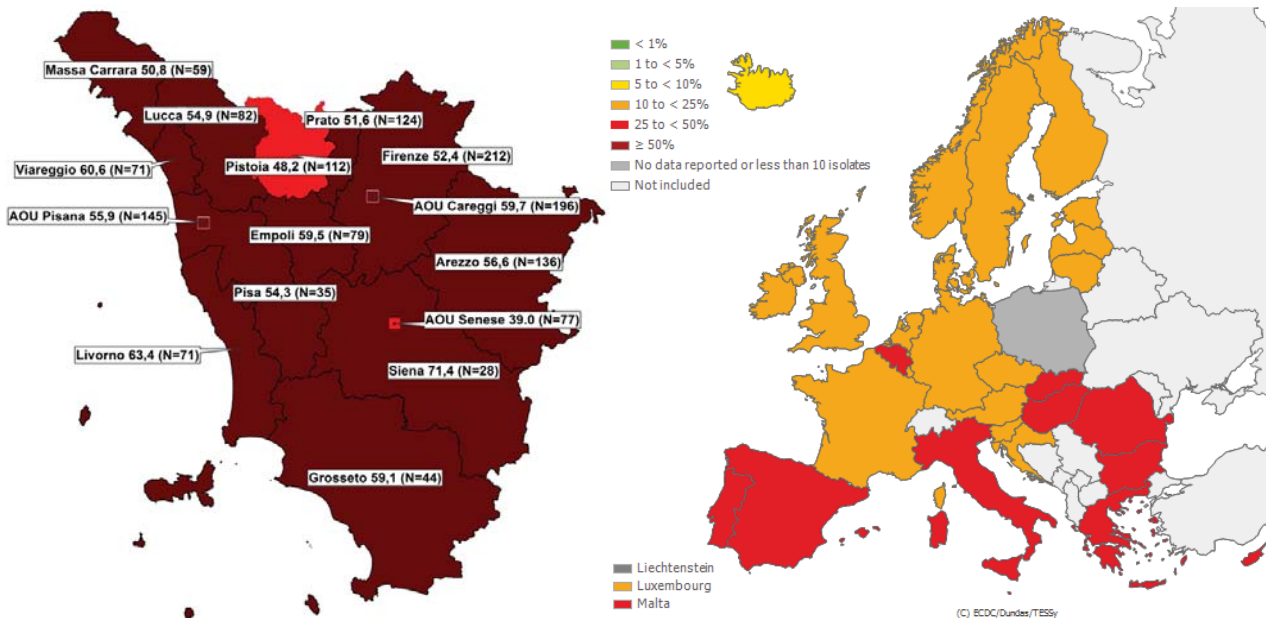 Massa Carrara 50,8 (N=59)
Lucca 54,9 (N=82)
Prato 51,6 (N=124)
Firenze 52,4 (N=212)
Pistoia 48,2 (N=112)
Viareggio 60,6 (N=71)
AOU Careggi 59,7 (N=196)
AOU Pisana 55,9 (N=145)
Empoli 59,5 (N=79)
Arezzo 56,6 (N=136)
Pisa 54,3 (N=35)
AOU Senese 39.0 (N=77)
Livorno 63,4 (N=71)
Siena 71,4 (N=28)
Grosseto 59,1 (N=44)
< 1%
1 to < 5%
5 to < 10%
10 to < 25%
25 to < 50%
≥ 50%
No data reported or less than 10 isolates
Not included
Liechtenstein
Luxembourg
Malta
(C) ECDC/Dundas/TESSy